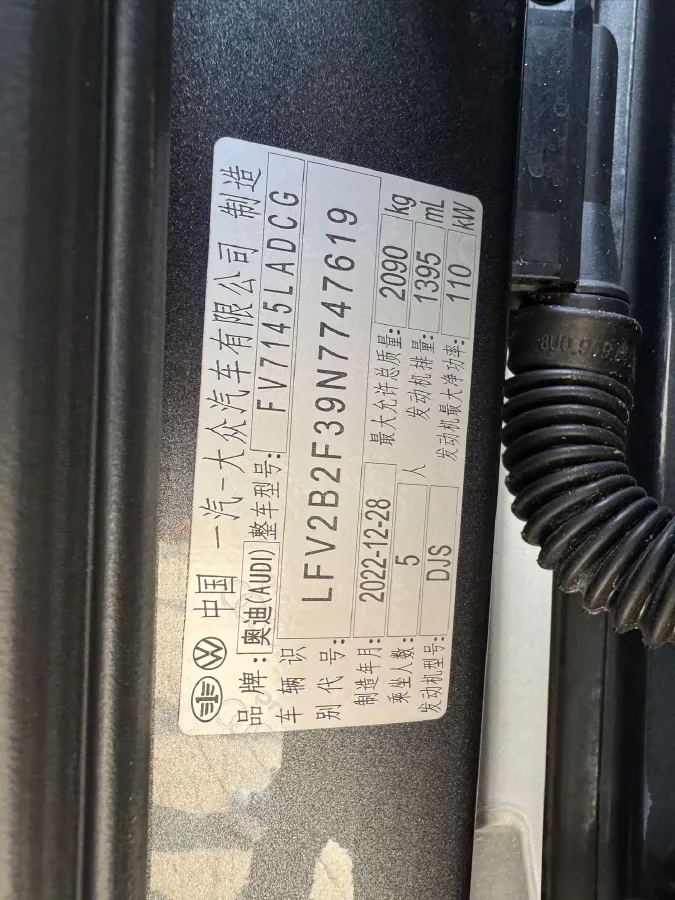 中国 一汽-大众汽车有限公司 制造
品牌: 奥迪(AUDI) 整车型号: FV7145LADCG
车辆识别代号: LFV2B2F39N7747619
制造年月: 2022-12-28 最大允许总质量: 2090 kg
乘坐人数: 5 人 发动机排量: 1395 mL
发动机型号: DJS 发动机最大净功率: 110 kW